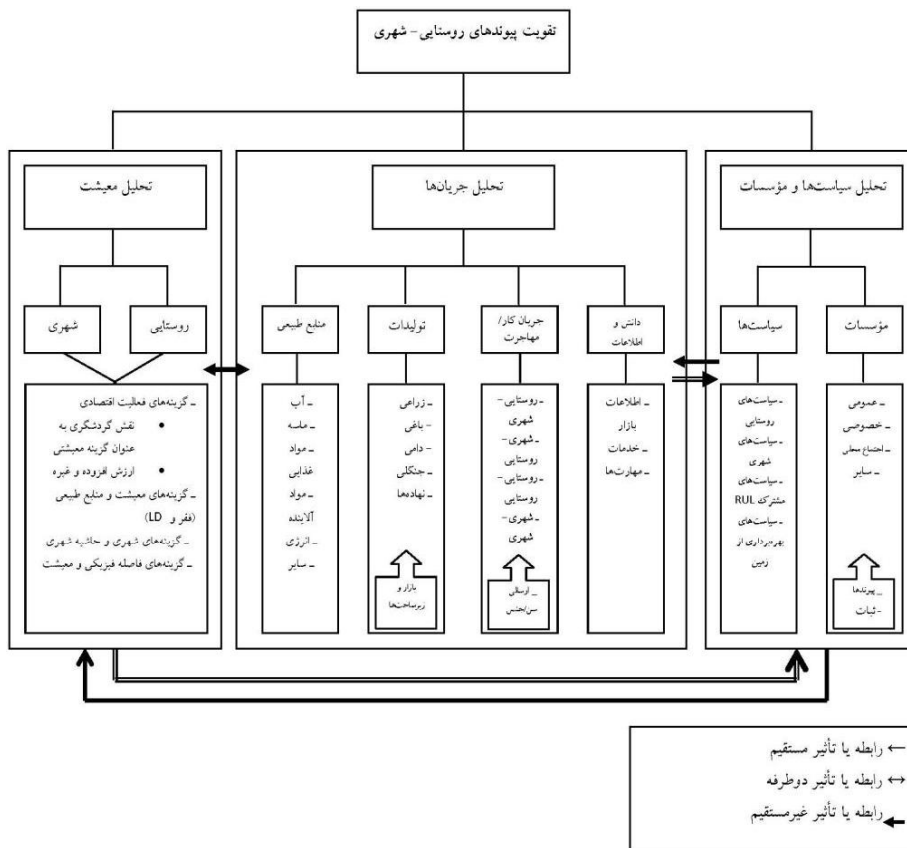 تقویت پیوندهای روستایی- شهری
تحلیل سیاست‌ها و مؤسسات
تحلیل جریان‌ها
تحلیل معیشت
مؤسسات
سیاست‌ها
دانش و
اطلاعات
جریان کار/
مهاجرت
تولیدات
منابع طبیعی
روستایی
شهری
ـ عمومی
ـ خصوصی
ـ اجتماع محلی
ـ سایر
ـ پیوندها
- ثبات
ـ سیاست‌های
روستایی
ـ سیاست‌های
شهری
ـ سیاست‌های
مشترک RUL
ـ سیاست‌های
بهره‌برداری از
زمین
ـ اطلاعات
بازار
ـ خدمات
ـ مهارت‌ها
ـ روستایی-
شهری
ـ شهری-
روستایی
ـ روستایی-
روستایی
ـ شهری-
شهری
ـ ارسالی
سن/جنس
ـ زراعی
- باغی
- دامی
ـ جنگلی
ـ نهاده‌ها
بازار و
زیرساخت‌ها
ـ آب
ـ ماسه
ـ مواد
غذایی
ـ مواد
آلاینده
ـ انرژی
ـ سایر
ـ گزینه‌های فعالیت اقتصادی
• نقش گردشگری به
عنوان گزینه معیشتی
• ارزش افزوده و غیره
ـ گزینه‌های معیشت و منابع طبیعی
(فقر و LD)
ـ گزینه‌های شهری و حاشیه شهری
ـ گزینه‌های فاصله فیزیکی و معیشت
← رابطه یا تأثیر مستقیم
↔ رابطه یا تأثیر دوطرفه
رابطه یا تأثیر غیرمستقیم